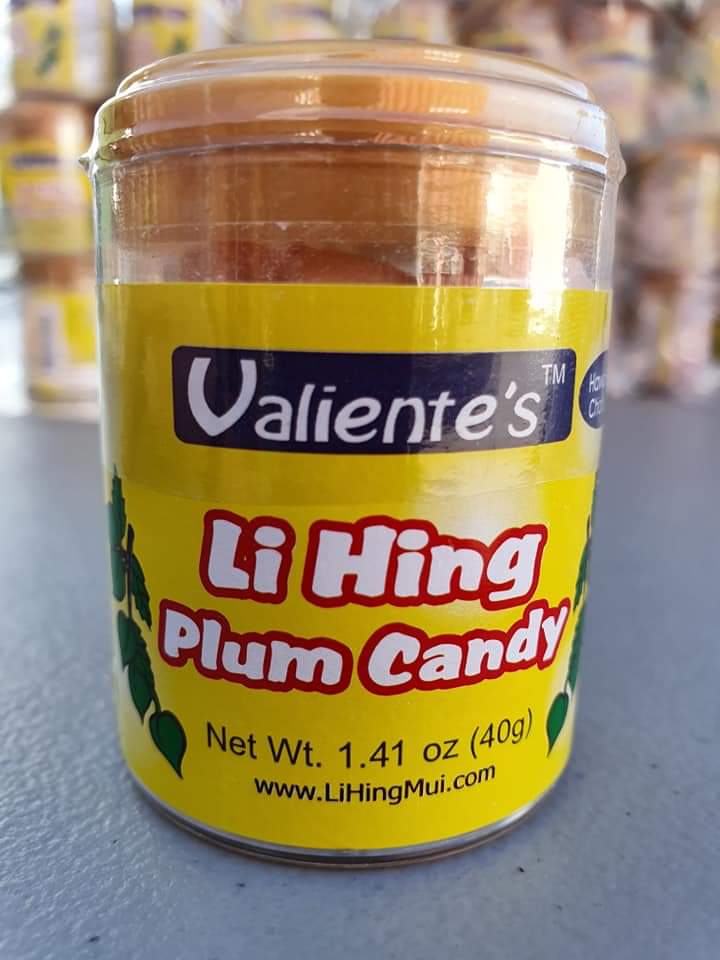 Valiente's™
Li Hing
Plum Candy
Net Wt. 1.41 oz (40g)
www.LiHingMui.com